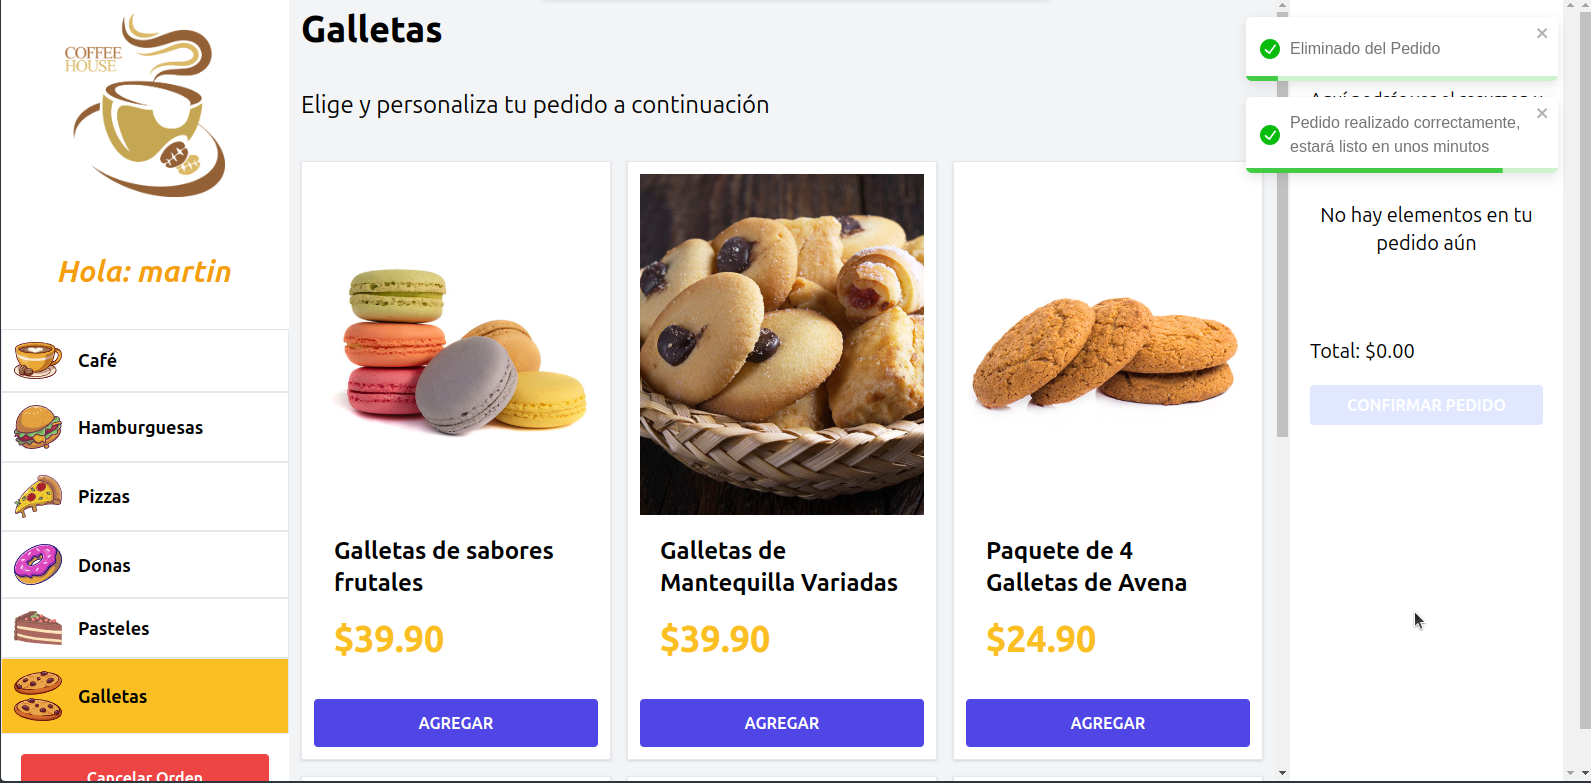 COFFEE
HOUSE
Hola: martin
Café
Hamburguesas
Pizzas
Donas
Pasteles
Galletas
Cancelar Orden
Galletas
Elige y personaliza tu pedido a continuación
Galletas de sabores
frutales
$39.90
AGREGAR
Galletas de
Mantequilla Variadas
$39.90
AGREGAR
Paquete de 4
Galletas de Avena
$24.90
AGREGAR
Eliminado del Pedido
Pedido realizado correctamente,
estará listo en unos minutos
No hay elementos en tu
pedido aún
Total: $0.00
CONFIRMAR PEDIDO